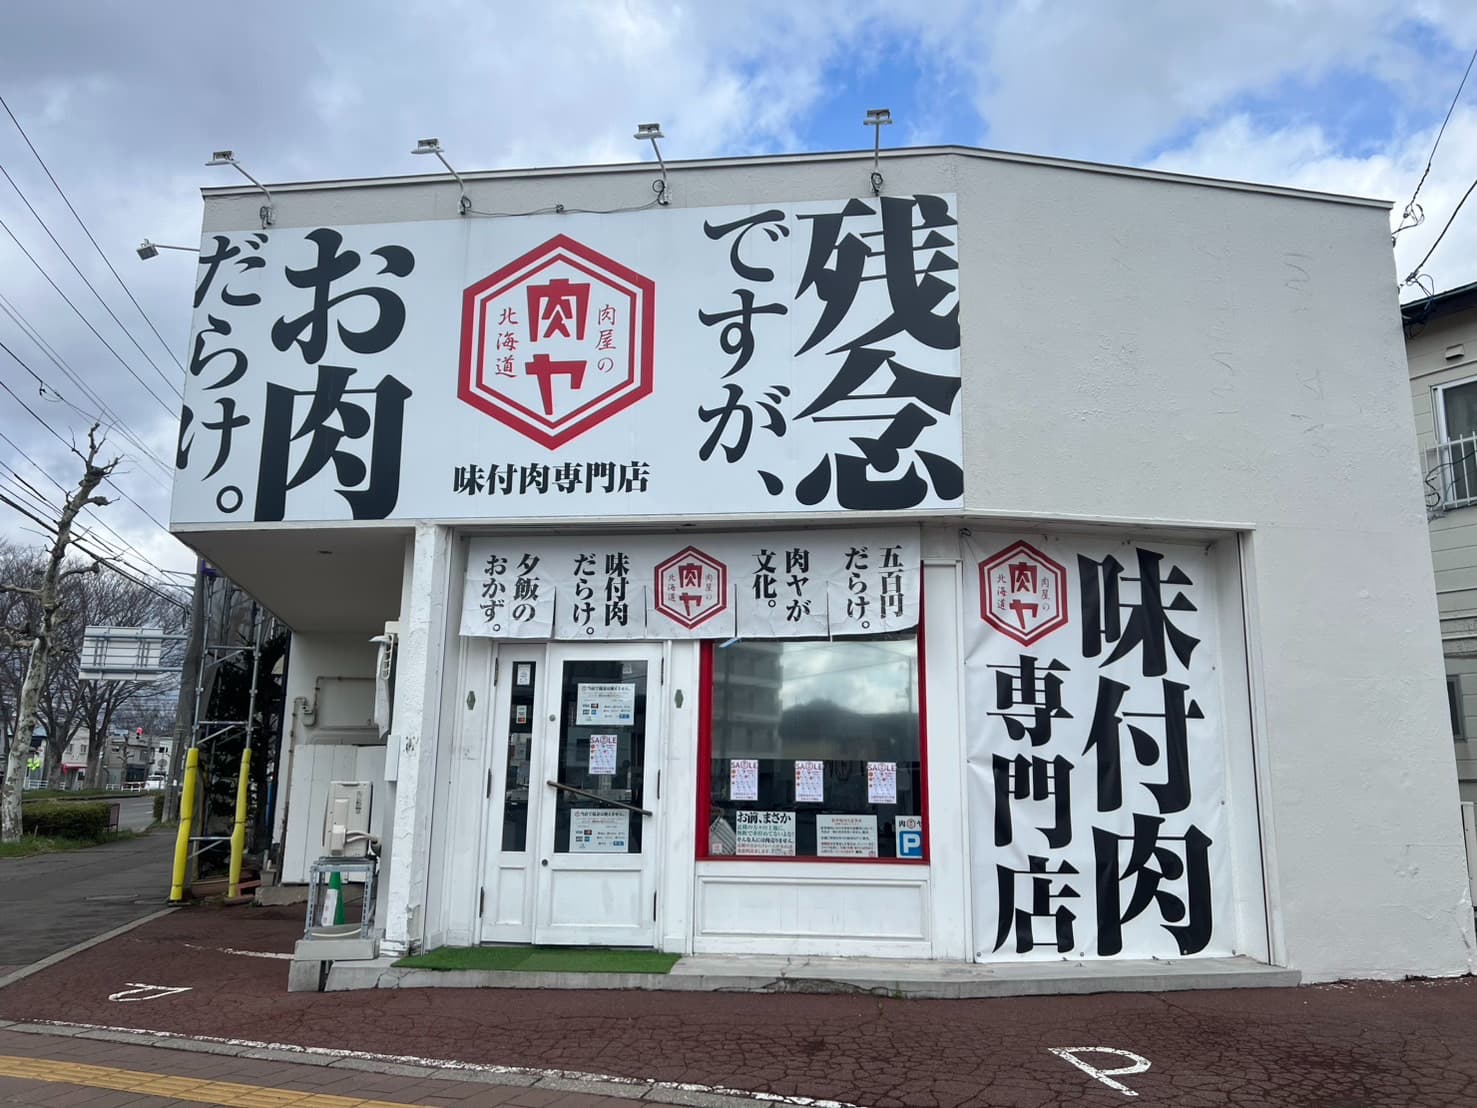 残念
ですが、
肉屋の
肉ヤ
北海道
味付肉専門店
お肉
だらけ。
五百円
だらけ。
肉ヤが
文化。
肉屋の
肉ヤ
北海道
味付肉
だらけ。
夕飯の
おかず。
肉屋の
肉ヤ
北海道
味付肉
専門店
SALE
SALE
SALE
SALE
お前、まさか
肉ヤ
P
P